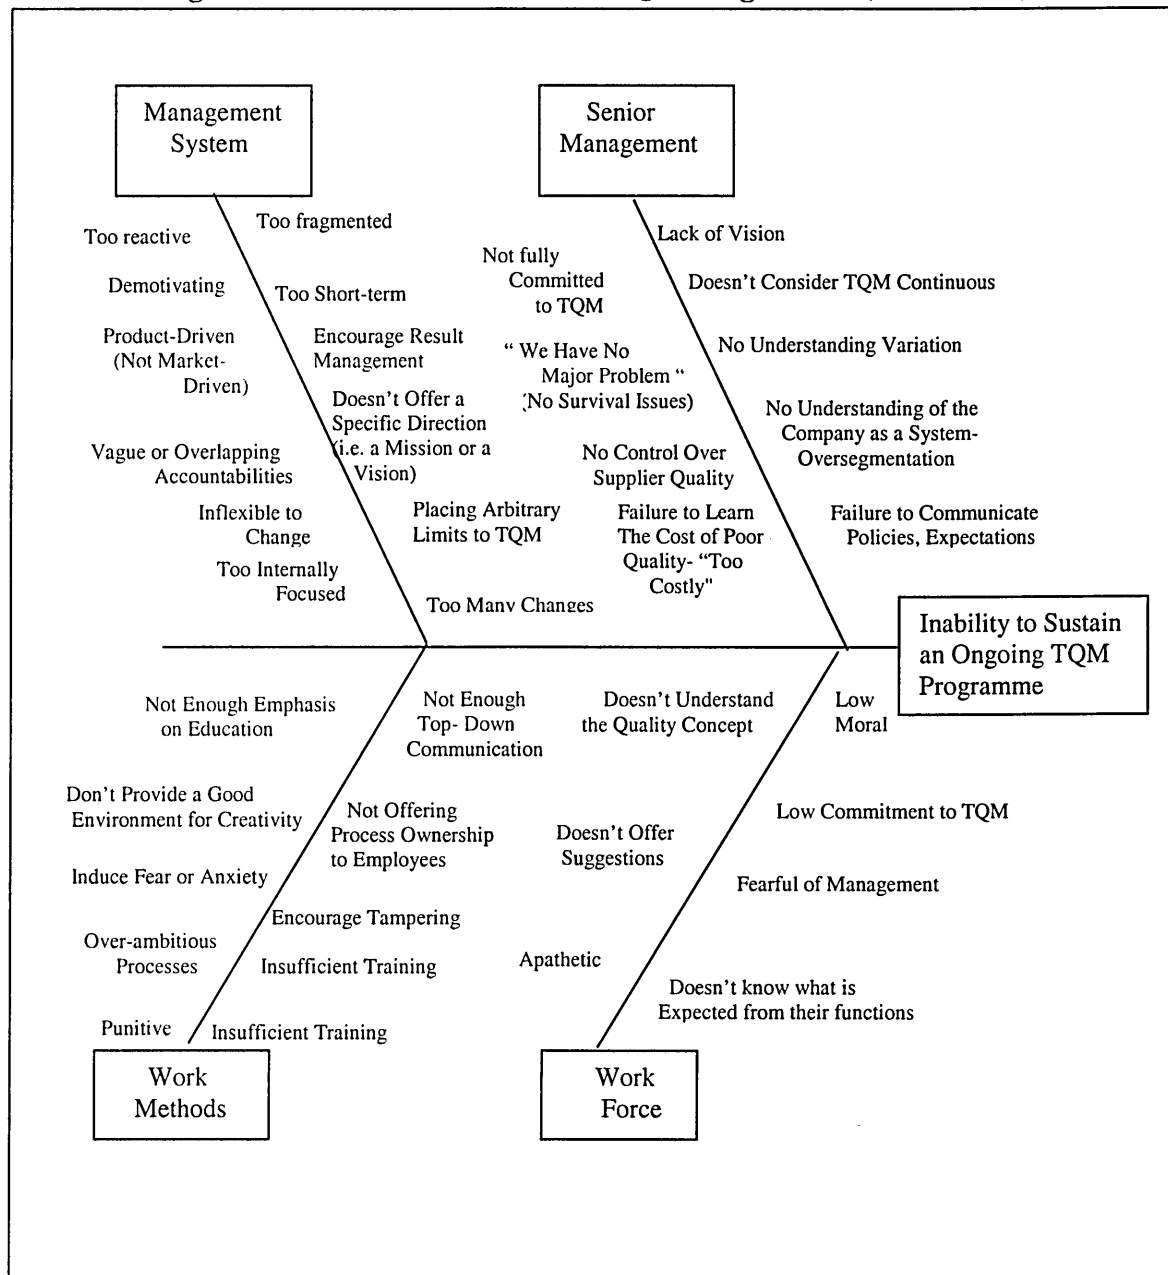 Management
System
Senior
Management
Too fragmented
Too reactive
Demotivating
Too Short-term
Product-Driven
(Not Market-
Driven)
Encourage Result
Management
Doesn't Offer a
Specific Direction
(i.e. a Mission or a
Vision)
Vague or Overlapping
Accountabilities
Inflexible to
Change
Placing Arbitrary
Limits to TQM
Too Internally
Focused
Too Many Changes
Lack of Vision
Not fully
Committed
to TQM
Doesn't Consider TQM Continuous
" We Have No
Major Problem "
(No Survival Issues)
No Understanding Variation
No Understanding of the
Company as a System-
Oversegmentation
No Control Over
Supplier Quality
Failure to Learn
The Cost of Poor
Quality- "Too
Costly"
Failure to Communicate
Policies, Expectations
Inability to Sustain
an Ongoing TQM
Programme
Not Enough Emphasis
on Education
Not Enough
Top- Down
Communication
Don't Provide a Good
Environment for Creativity
Not Offering
Process Ownership
to Employees
Induce Fear or Anxiety
Encourage Tampering
Over-ambitious
Processes
Insufficient Training
Punitive
Insufficient Training
Work
Methods
Doesn't Understand
the Quality Concept
Low
Moral
Low Commitment to TQM
Doesn't Offer
Suggestions
Fearful of Management
Apathetic
Doesn't know what is
Expected from their functions
Work
Force